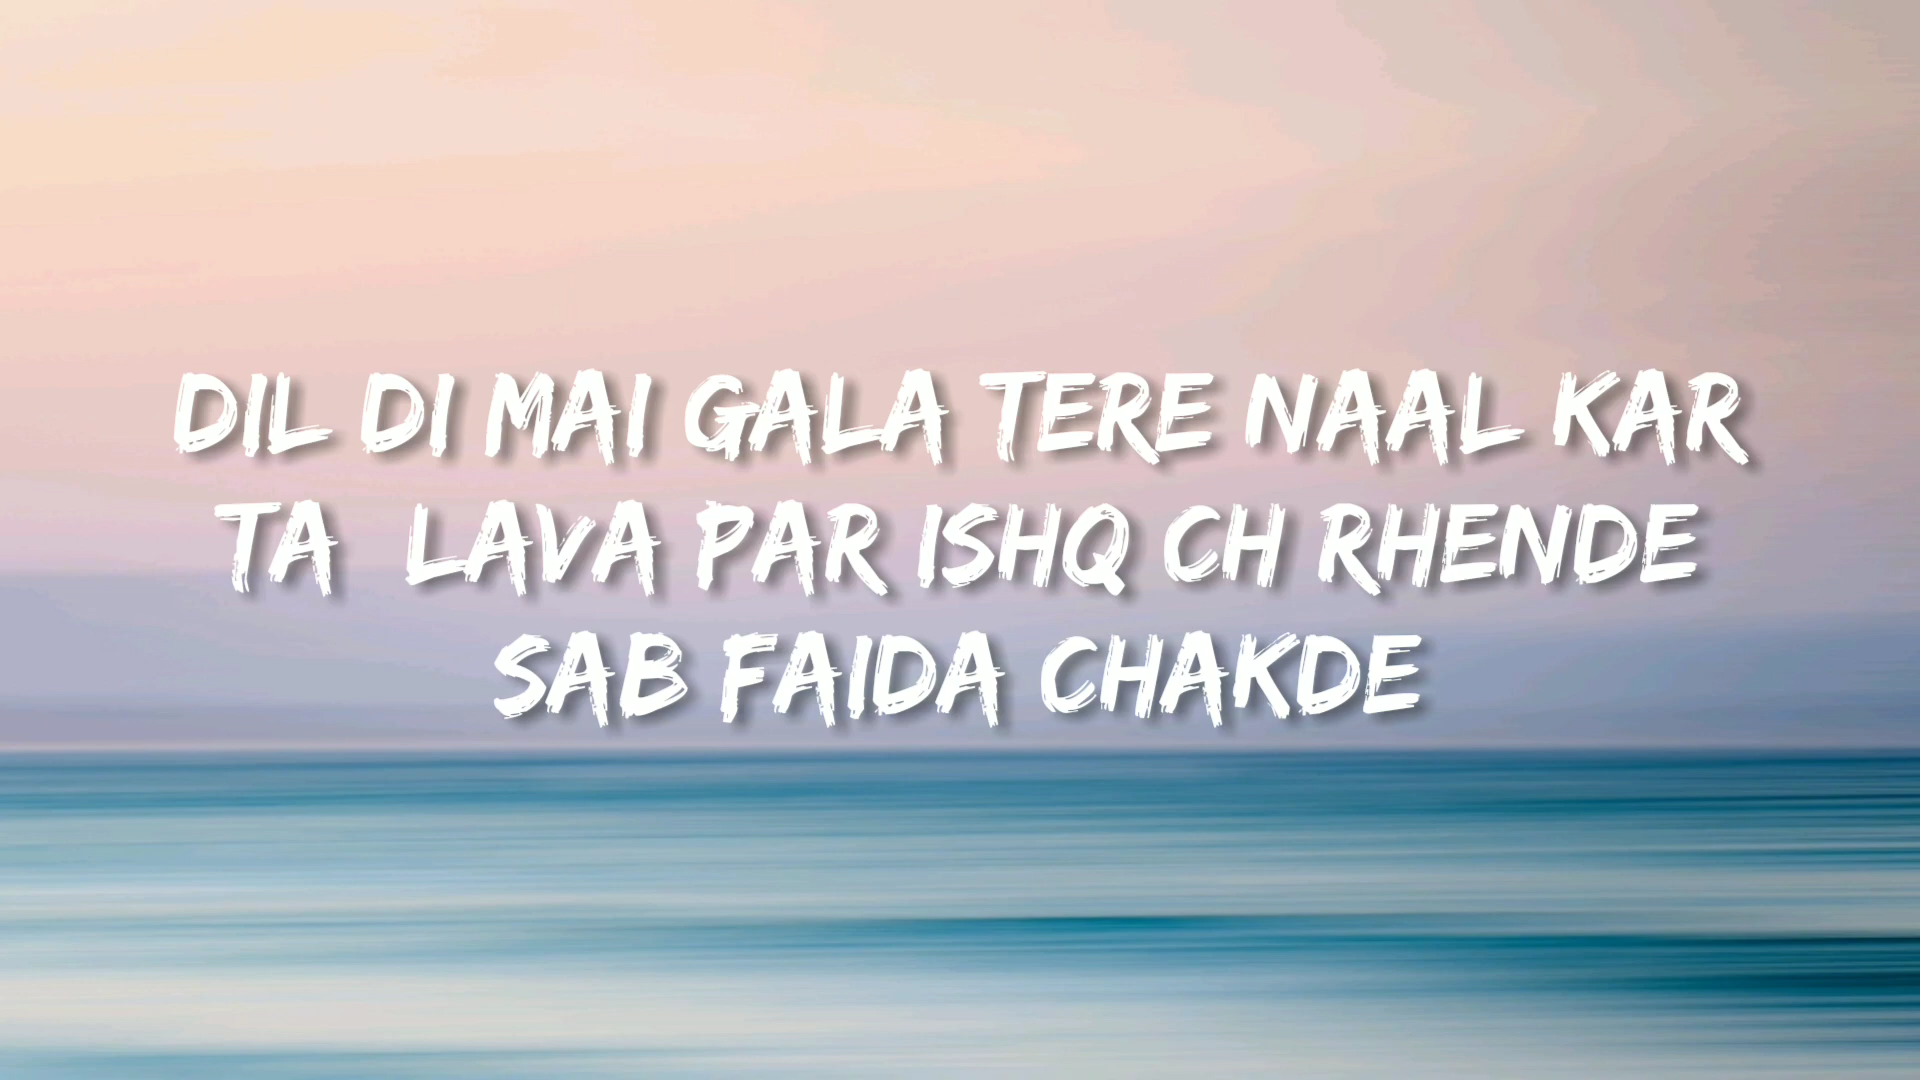 DIL DI MAI GALA TERE NAAL KAR
TA LAVA PAR ISHQ CH RHENDE
SAB FAIDA CHAKDE